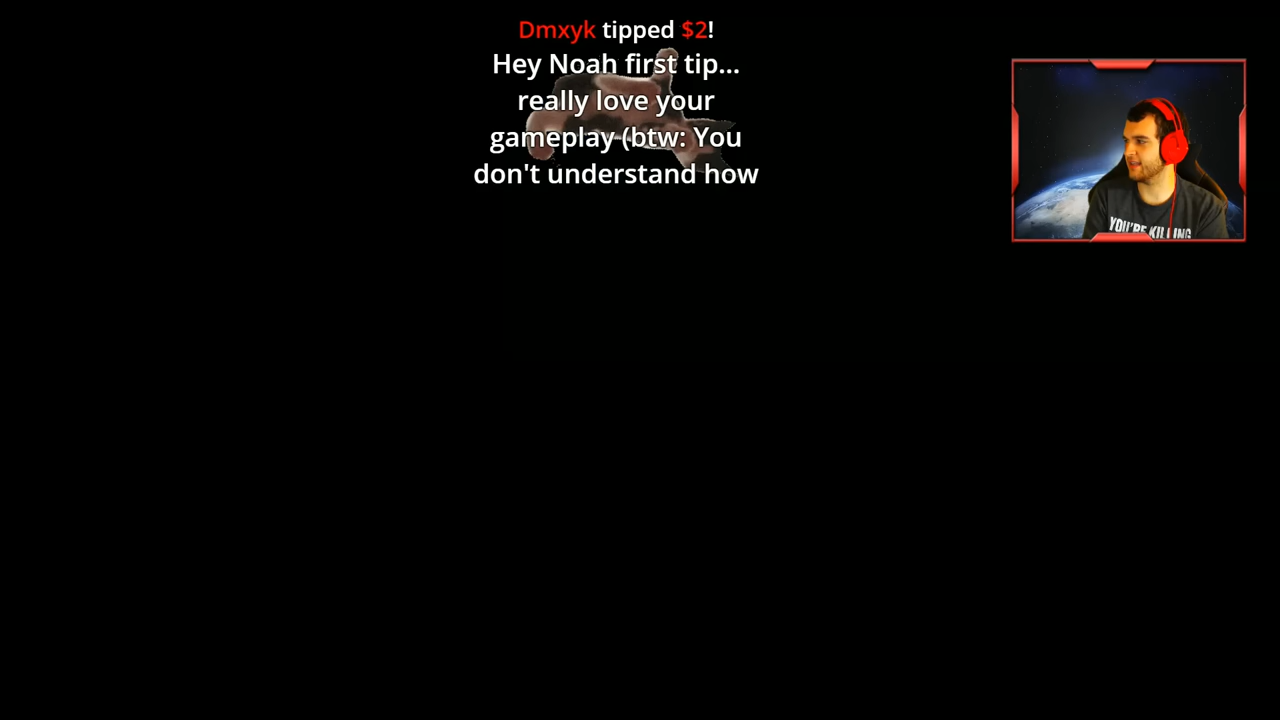 Dmxyk tipped $2!
Hey Noah first tip...
really love your
gameplay (btw: You
don't understand how
YOU'RE KILLING